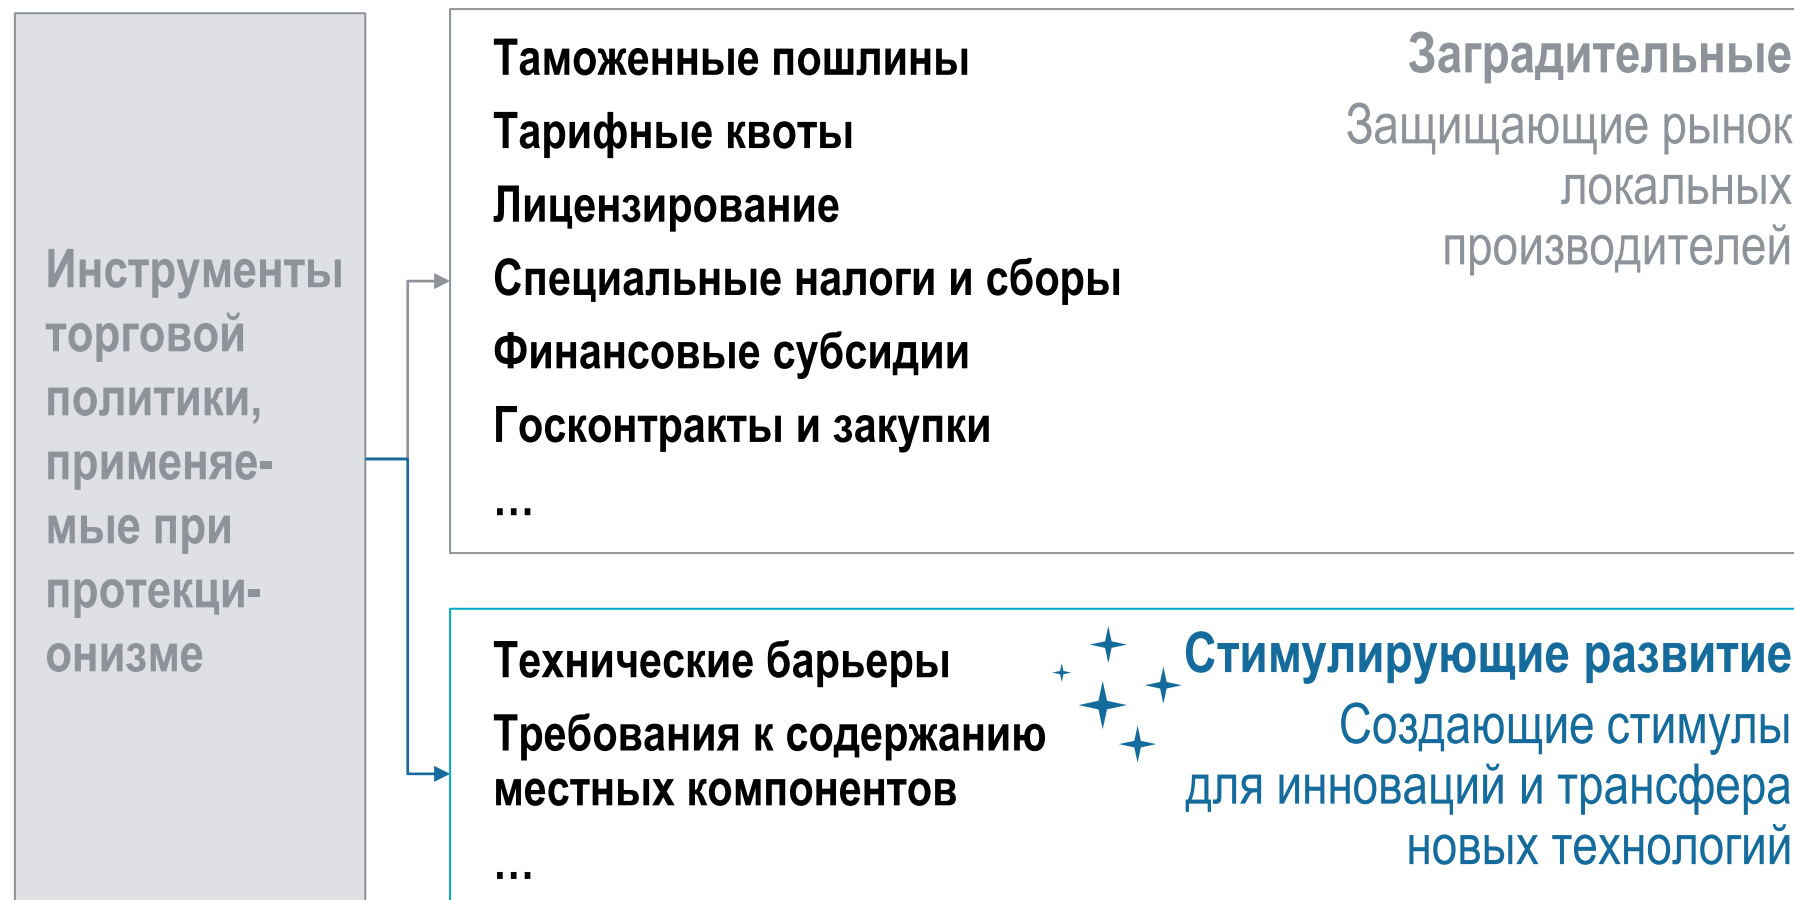 Инструменты
торговой
политики,
применяе-
мые при
протекци-
онизме
Таможенные пошлины
Тарифные квоты
Лицензирование
Специальные налоги и сборы
Финансовые субсидии
Госконтракты и закупки
...
Заградительные
Защищающие рынок
локальных
производителей
Технические барьеры
Требования к содержанию
местных компонентов
...
Стимулирующие развитие
Создающие стимулы
для инноваций и трансфера
новых технологий